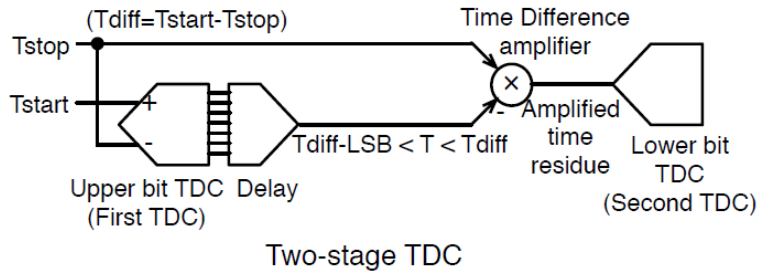 (Tdiff=Tstart-Tstop)
Time Difference
amplifier
Tstop
Tstart
+
-
×
-
Tdiff-LSB < T < Tdiff
Amplified
time
residue
Upper bit TDC
(First TDC)
Delay
Lower bit
TDC
(Second TDC)
Two-stage TDC